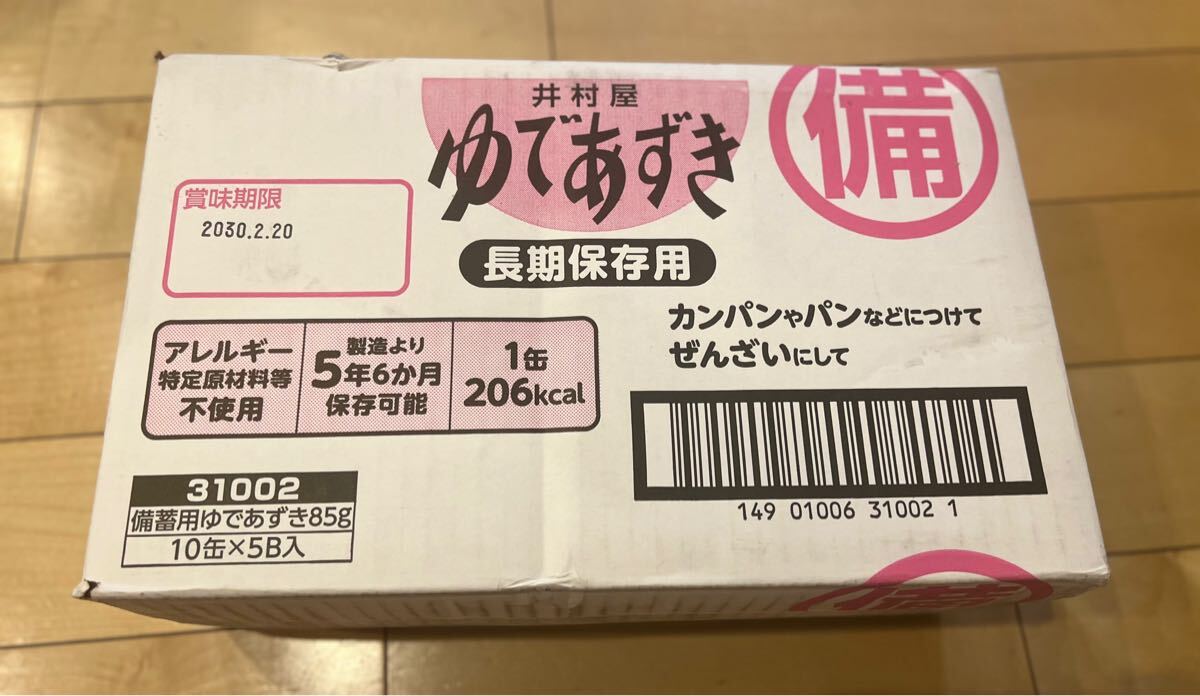 井村屋
ゆであずき
長期保存用
備
賞味期限
2030.2.20
アレルギー
特定原材料等
不使用
製造より
5年6か月
保存可能
1缶
206kcal
カンパンやパンなどにつけて
ぜんざいにして
149 01006 31002 1
31002
備蓄用ゆであずき85g
10缶×5B入
備